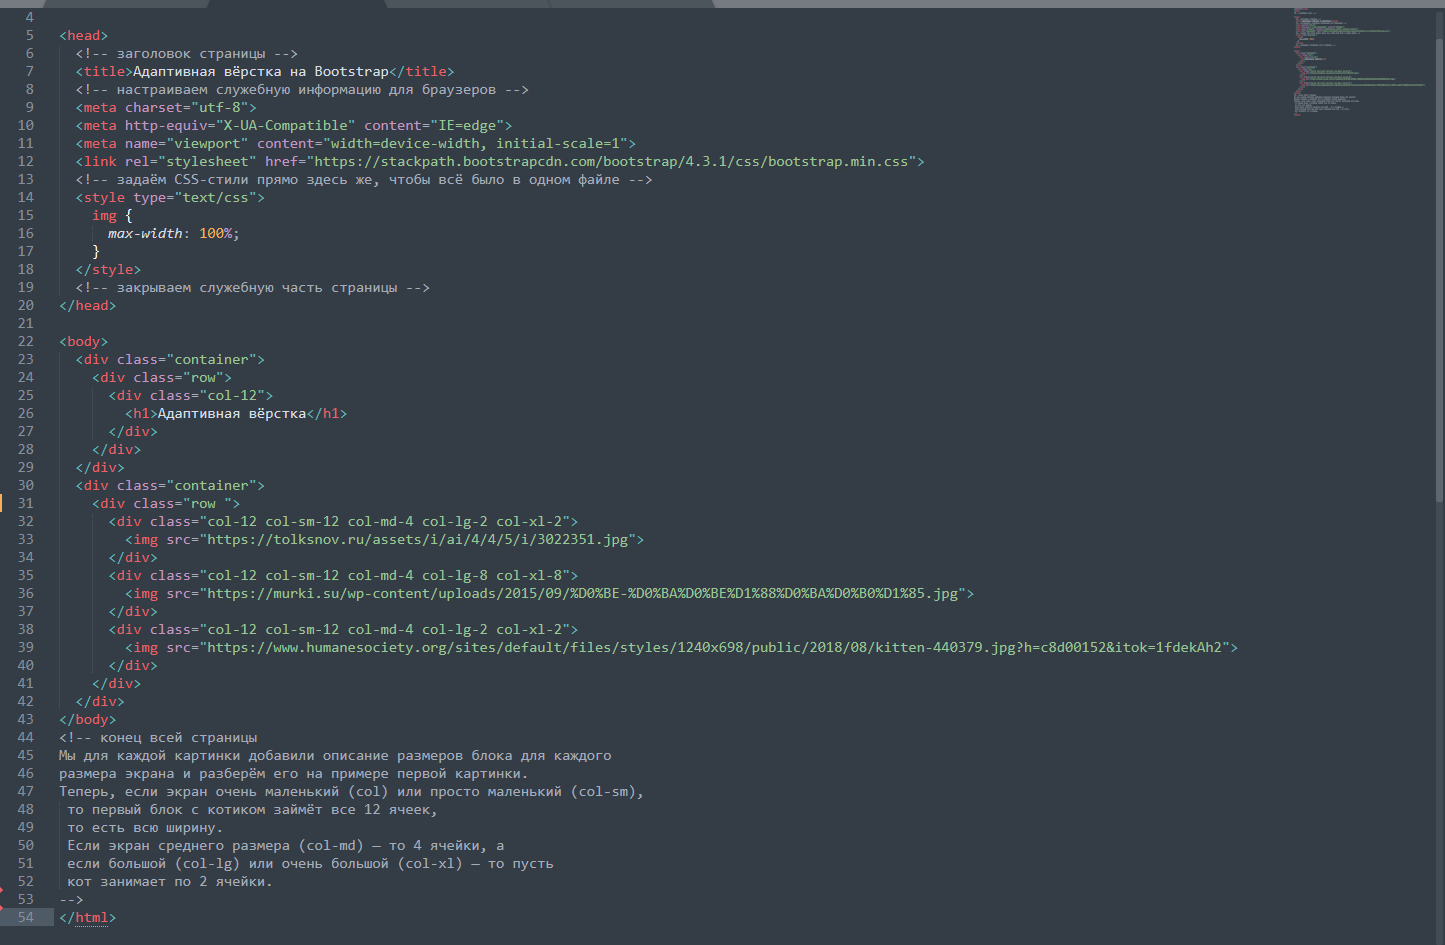 4
5 <head>
6 <!-- заголовок страницы -->
7 <title>Адаптивная вёрстка на Bootstrap</title>
8 <!-- настраиваем служебную информацию для браузеров -->
9 <meta charset="utf-8">
10 <meta http-equiv="X-UA-Compatible" content="IE=edge">
11 <meta name="viewport" content="width=device-width, initial-scale=1">
12 <link rel="stylesheet" href="https://stackpath.bootstrapcdn.com/bootstrap/4.3.1/css/bootstrap.min.css">
13 <!-- задаём CSS-стили прямо здесь же, чтобы всё было в одном файле -->
14 <style type="text/css">
15 img {
16 max-width: 100%;
17 }
18 </style>
19 <!-- закрываем служебную часть страницы -->
20 </head>
21
22 <body>
23 <div class="container">
24 <div class="row">
25 <div class="col-12">
26 <h1>Адаптивная вёрстка</h1>
27 </div>
28 </div>
29 </div>
30 <div class="container">
31 <div class="row ">
32 <div class="col-12 col-sm-12 col-md-4 col-lg-2 col-xl-2">
33 <img src="https://tolksnov.ru/assets/i/ai/4/4/5/i/3022351.jpg">
34 </div>
35 <div class="col-12 col-sm-12 col-md-4 col-lg-8 col-xl-8">
36 <img src="https://murki.su/wp-content/uploads/2015/09/%D0%BE-%D0%BA%D0%BE%D1%88%D0%BA%D0%B0%D1%85.jpg">
37 </div>
38 <div class="col-12 col-sm-12 col-md-4 col-lg-2 col-xl-2">
39 <img src="https://www.humanesociety.org/sites/default/files/styles/1240x698/public/2018/08/kitten-440379.jpg?h=c8d00152&itok=1fdekAh2">
40 </div>
41 </div>
42 </div>
43 </body>
44 <!-- конец всей страницы
45 Мы для каждой картинки добавили описание размеров блока для каждого
46 размера экрана и разберём его на примере первой картинки.
47 Теперь, если экран очень маленький (col) или просто маленький (col-sm),
48 то первый блок с котиком займёт все 12 ячеек,
49 то есть всю ширину.
50 Если экран среднего размера (col-md) — то 4 ячейки, а
51 если большой (col-lg) или очень большой (col-xl) — то пусть
52 кот занимает по 2 ячейки.
53 -->
54 </html>